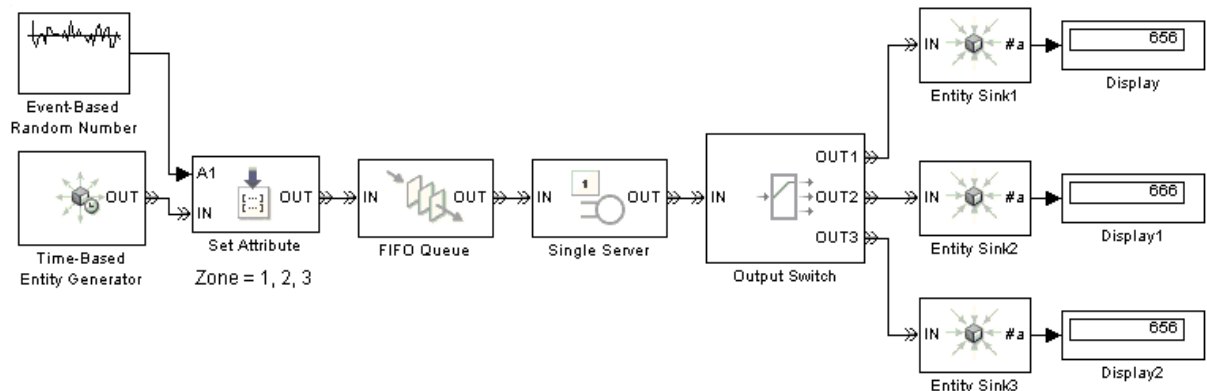 Event-Based
Random Number
OUT
Time-Based
Entity Generator
A1
IN
OUT
Set Attribute
Zone = 1, 2, 3
IN
OUT
FIFO Queue
IN
1
OUT
Single Server
IN
OUT1
OUT2
OUT3
Output Switch
IN
#a
Entity Sink1
656
Display
IN
#a
Entity Sink2
666
Display1
IN
#a
Entity Sink3
656
Display2